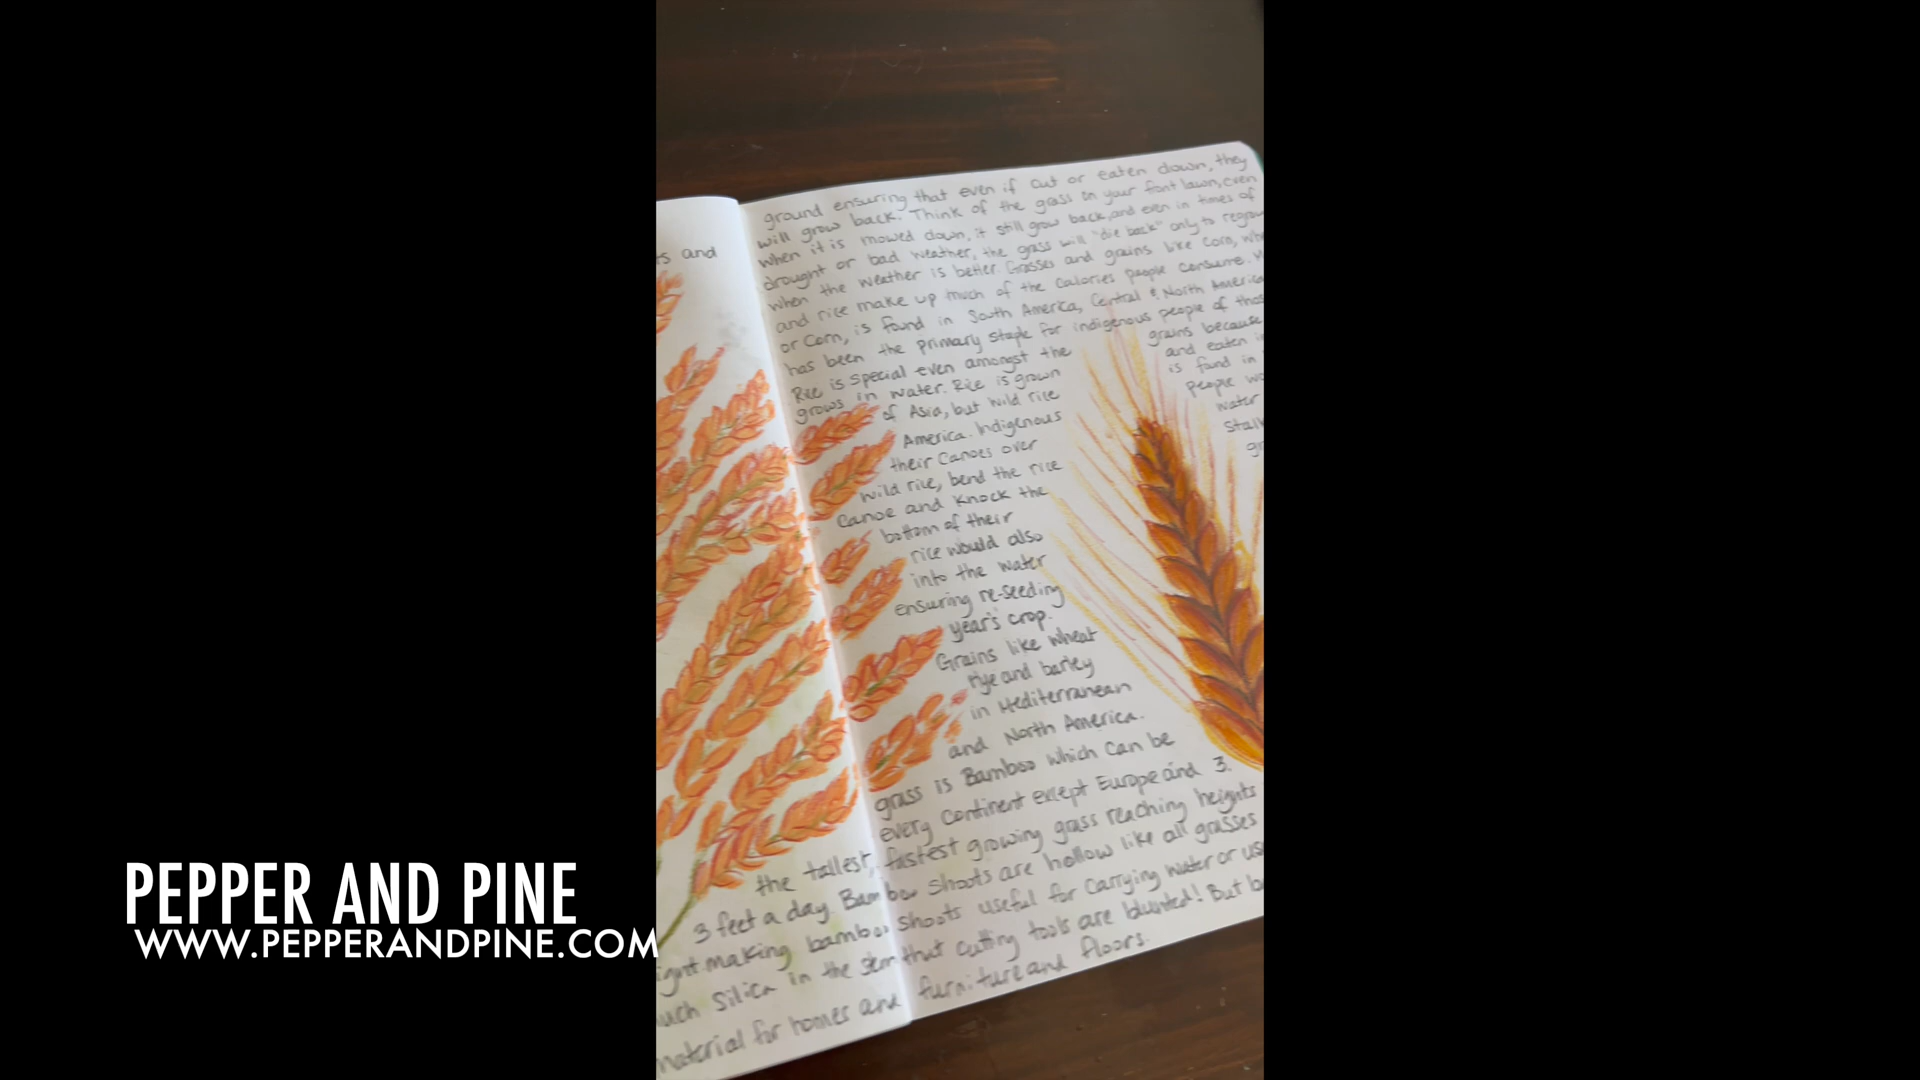 ts and
ground ensuring that even if cut or eaten down, they
will grow back. Think of the grass in your front lawn, even
when it is mowed down, it still grow back, and even in times of
drought or bad weather, the grass will "die back" only to regrow
when the weather is better. Grasses and grains like Corn, whe
and rice make up much of the calories people consume.
or Corn, is found in South America, Central & North America
has been the primary staple for indigenous people of thos
Rice is special even amongst the grains because
grows in water. Rice is grown and eaten i
of Asia, but wild rice is found in
America. Indigenous people wo
their canoes over water
wild rice, bend the rice Stalk
Canoe and knock the gr
bottom of their
rice would also
into the water
ensuring re-seeding
year's crop.
Grains like wheat
rye and barley
in Mediterranean
and North America.
grass is Bamboo which can be
every continent except Europe and 3.
the tallest, fastest growing grass reaching heights
3 feet a day. Bamboo shoots are hollow like all grasses
ight making bamboo shoots useful for carrying water or us
uch silica in the stem that cutting tools are blunted! But b
material for homes and furniture and floors.
PEPPER AND PINE
WWW.PEPPERANDPINE.COM